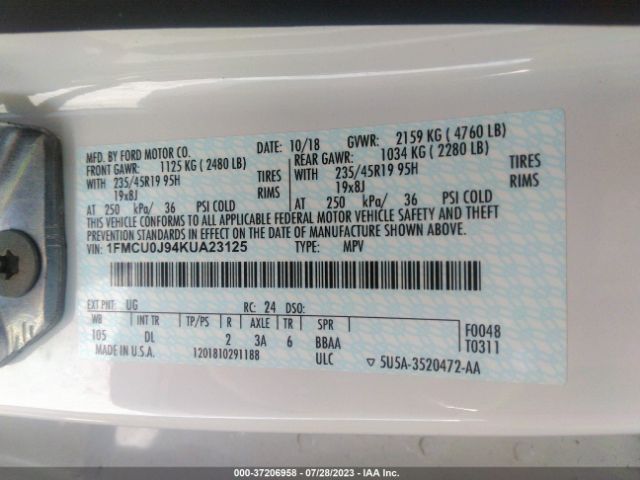 MFD. BY FORD MOTOR CO.
DATE: 10/18 GVWR: 2159 KG ( 4760 LB)
FRONT GAWR: 1125 KG ( 2480 LB) REAR GAWR: 1034 KG ( 2280 LB)
WITH 235/45R19 95H TIRES WITH 235/45R19 95H TIRES
19x8J RIMS 19x8J RIMS
AT 250 kPa/ 36 PSI COLD AT 250 kPa/ 36 PSI COLD
THIS VEHICLE CONFORMS TO ALL APPLICABLE FEDERAL MOTOR VEHICLE SAFETY AND THEFT
PREVENTION STANDARDS IN EFFECT ON THE DATE OF MANUFACTURE SHOWN ABOVE.
VIN: 1FMCU0J94KUA23125 TYPE: MPV
EXT PNT: UG RC: 24 DSO:
WB INT TR TP/PS R AXLE TR SPR F0048
105 DL 2 3A 6 BBAA T0311
MADE IN U.S.A. 1201810291188 ULC ▽ 5U5A-3520472-AA
000-37206958 - 07/28/2023 - IAA Inc.